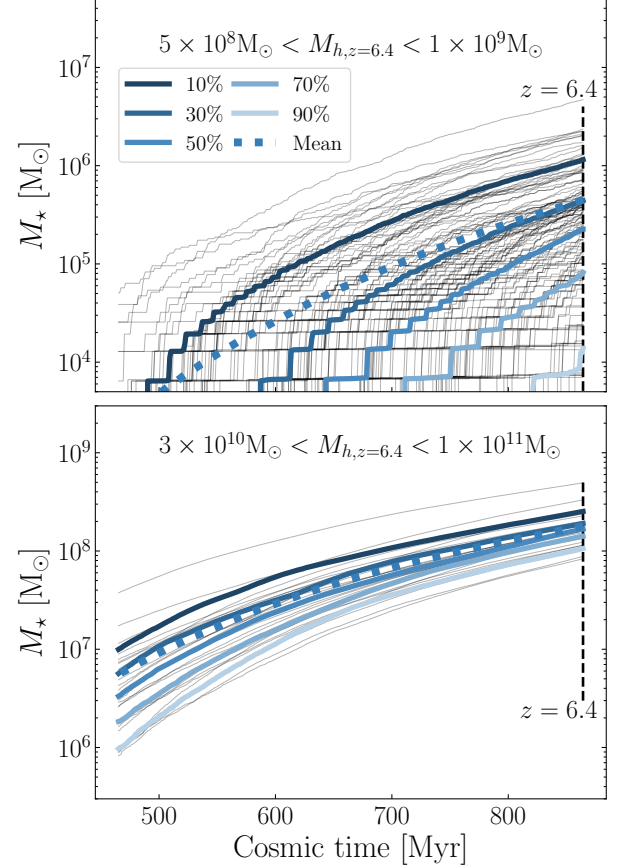 5 × 10⁸M☉ < M_{h,z=6.4} < 1 × 10⁹M☉
10% 70%
30% 90%
50% Mean
z = 6.4
10⁷
10⁶
10⁵
10⁴
M⋆ [M☉]
3 × 10¹⁰M☉ < M_{h,z=6.4} < 1 × 10¹¹M☉
10⁹
10⁸
10⁷
10⁶
M⋆ [M☉]
z = 6.4
500 600 700 800
Cosmic time [Myr]